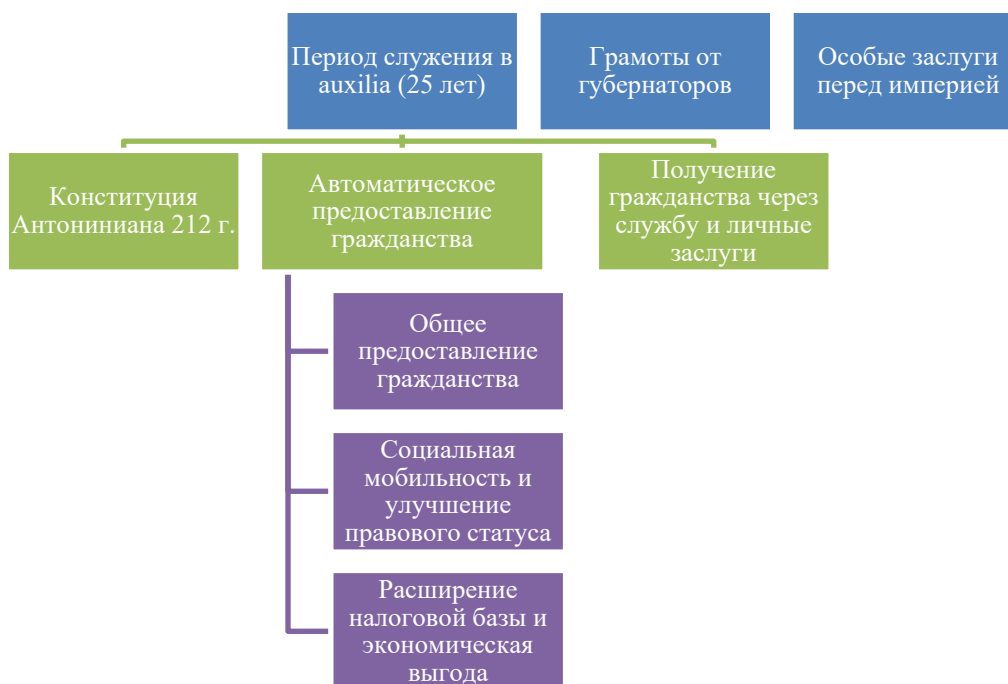 Период служения в
auxilia (25 лет)
Грамоты от
губернаторов
Особые заслуги
перед империей
Конституция
Антониниана 212 г.
Автоматическое
предоставление
гражданства
Получение
гражданства через
службу и личные
заслуги
Общее
предоставление
гражданства
Социальная
мобильность и
улучшение
правового статуса
Расширение
налоговой базы и
экономическая
выгода